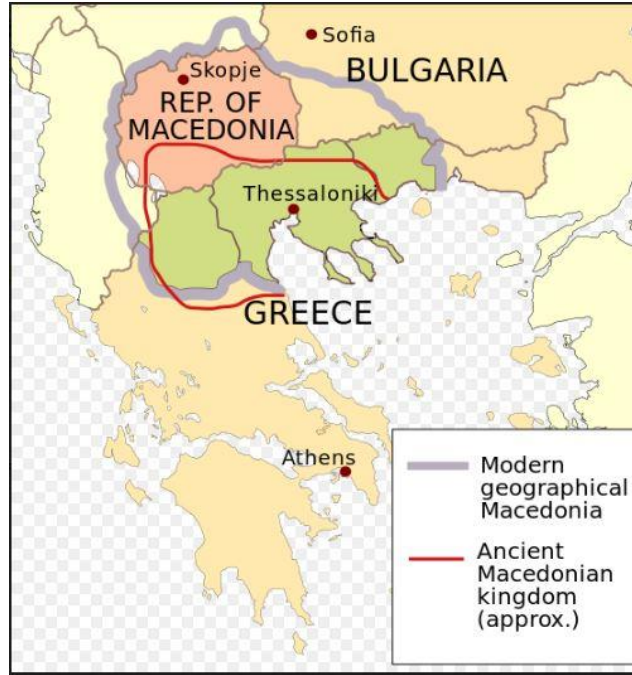 Sofia
BULGARIA
Skopje
REP. OF
MACEDONIA
Thessaloniki
GREECE
Athens
Modern
geographical
Macedonia
Ancient
Macedonian
kingdom
(approx.)